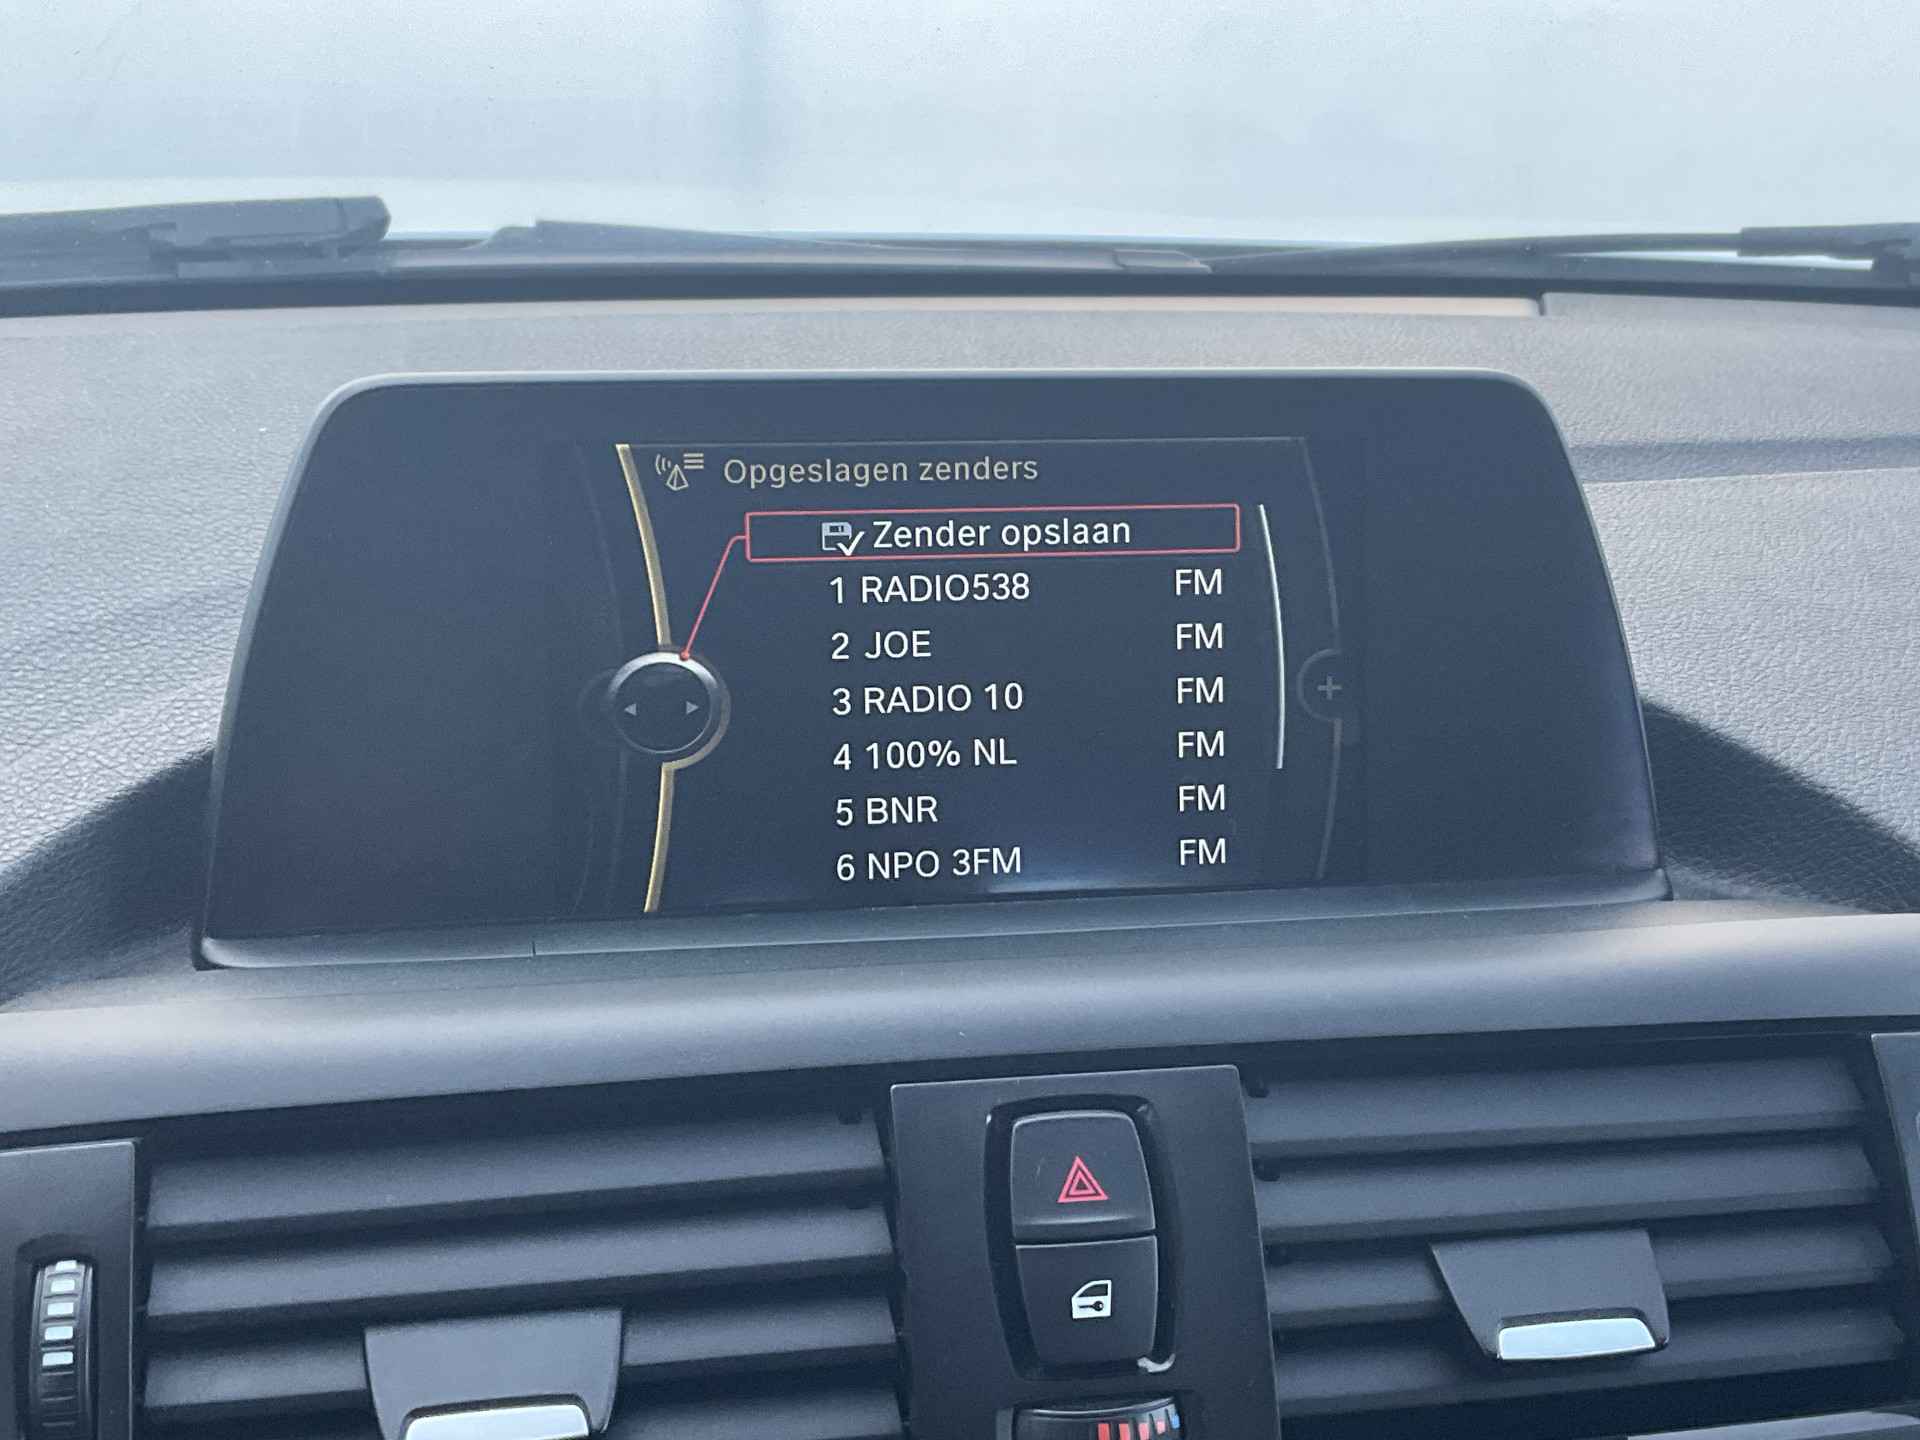 Opgeslagen zenders
Zender opslaan
1 RADIO538 FM
2 JOE FM
3 RADIO 10 FM
4 100% NL FM
5 BNR FM
6 NPO 3FM FM